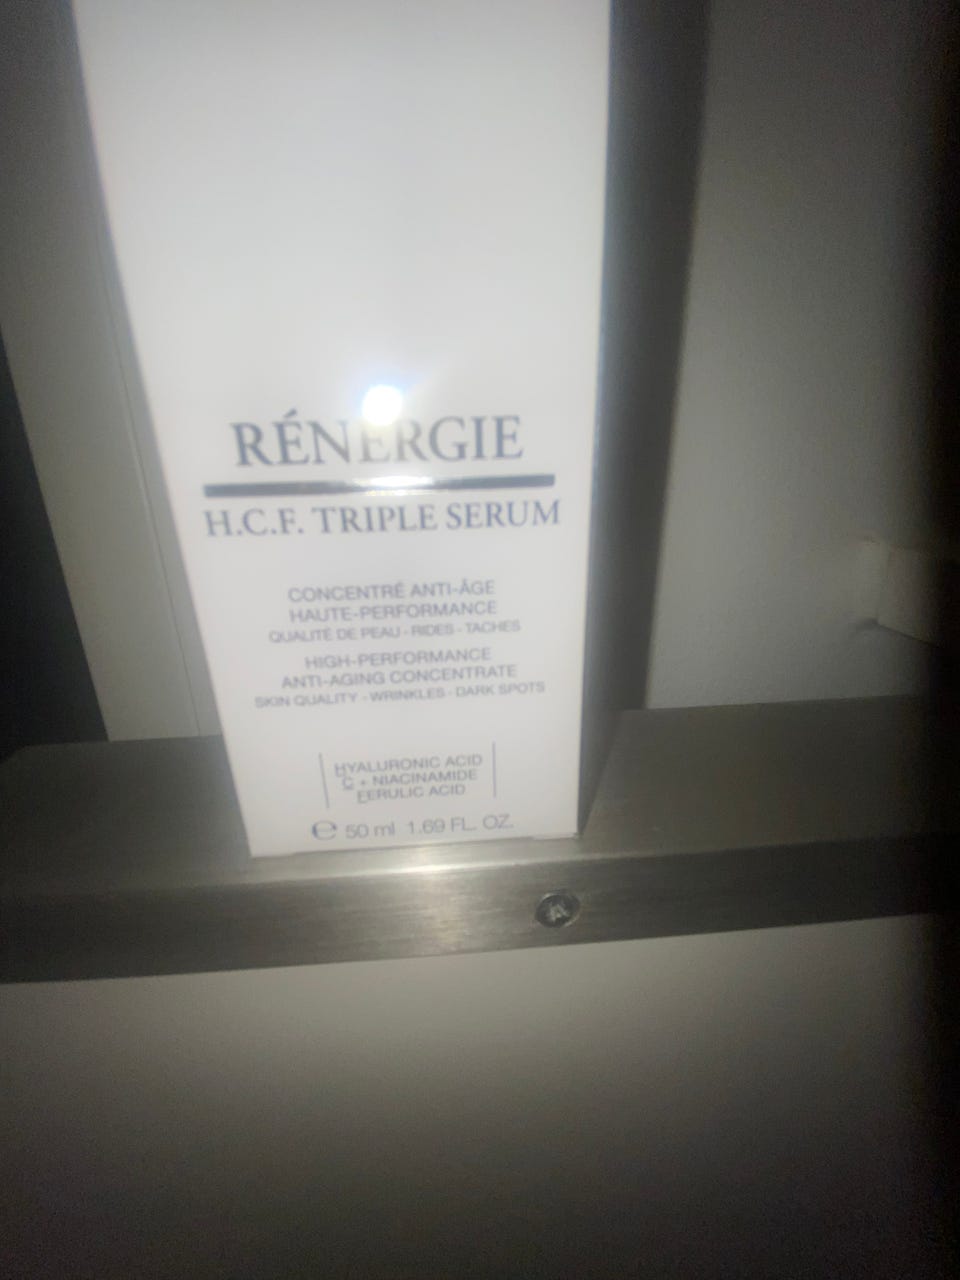 RÉNERGIE
H.C.F. TRIPLE SERUM
CONCENTRÉ ANTI-ÂGE
HAUTE-PERFORMANCE
QUALITÉ DE PEAU - RIDES - TACHES
HIGH-PERFORMANCE
ANTI-AGING CONCENTRATE
SKIN QUALITY - WRINKLES - DARK SPOTS
HYALURONIC ACID
C + NIACINAMIDE
FERULIC ACID
℮ 50 ml 1.69 FL. OZ.